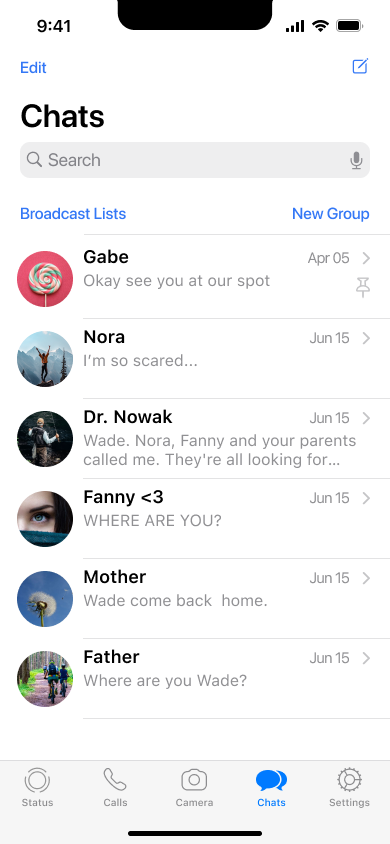 9:41
Edit
Chats
Search
Broadcast Lists New Group
Gabe Apr 05
Okay see you at our spot
Nora Jun 15
I’m so scared...
Dr. Nowak Jun 15
Wade. Nora, Fanny and your parents
called me. They're all looking for...
Fanny <3 Jun 15
WHERE ARE YOU?
Mother Jun 15
Wade come back  home.
Father Jun 15
Where are you Wade?
Status Calls Camera Chats Settings